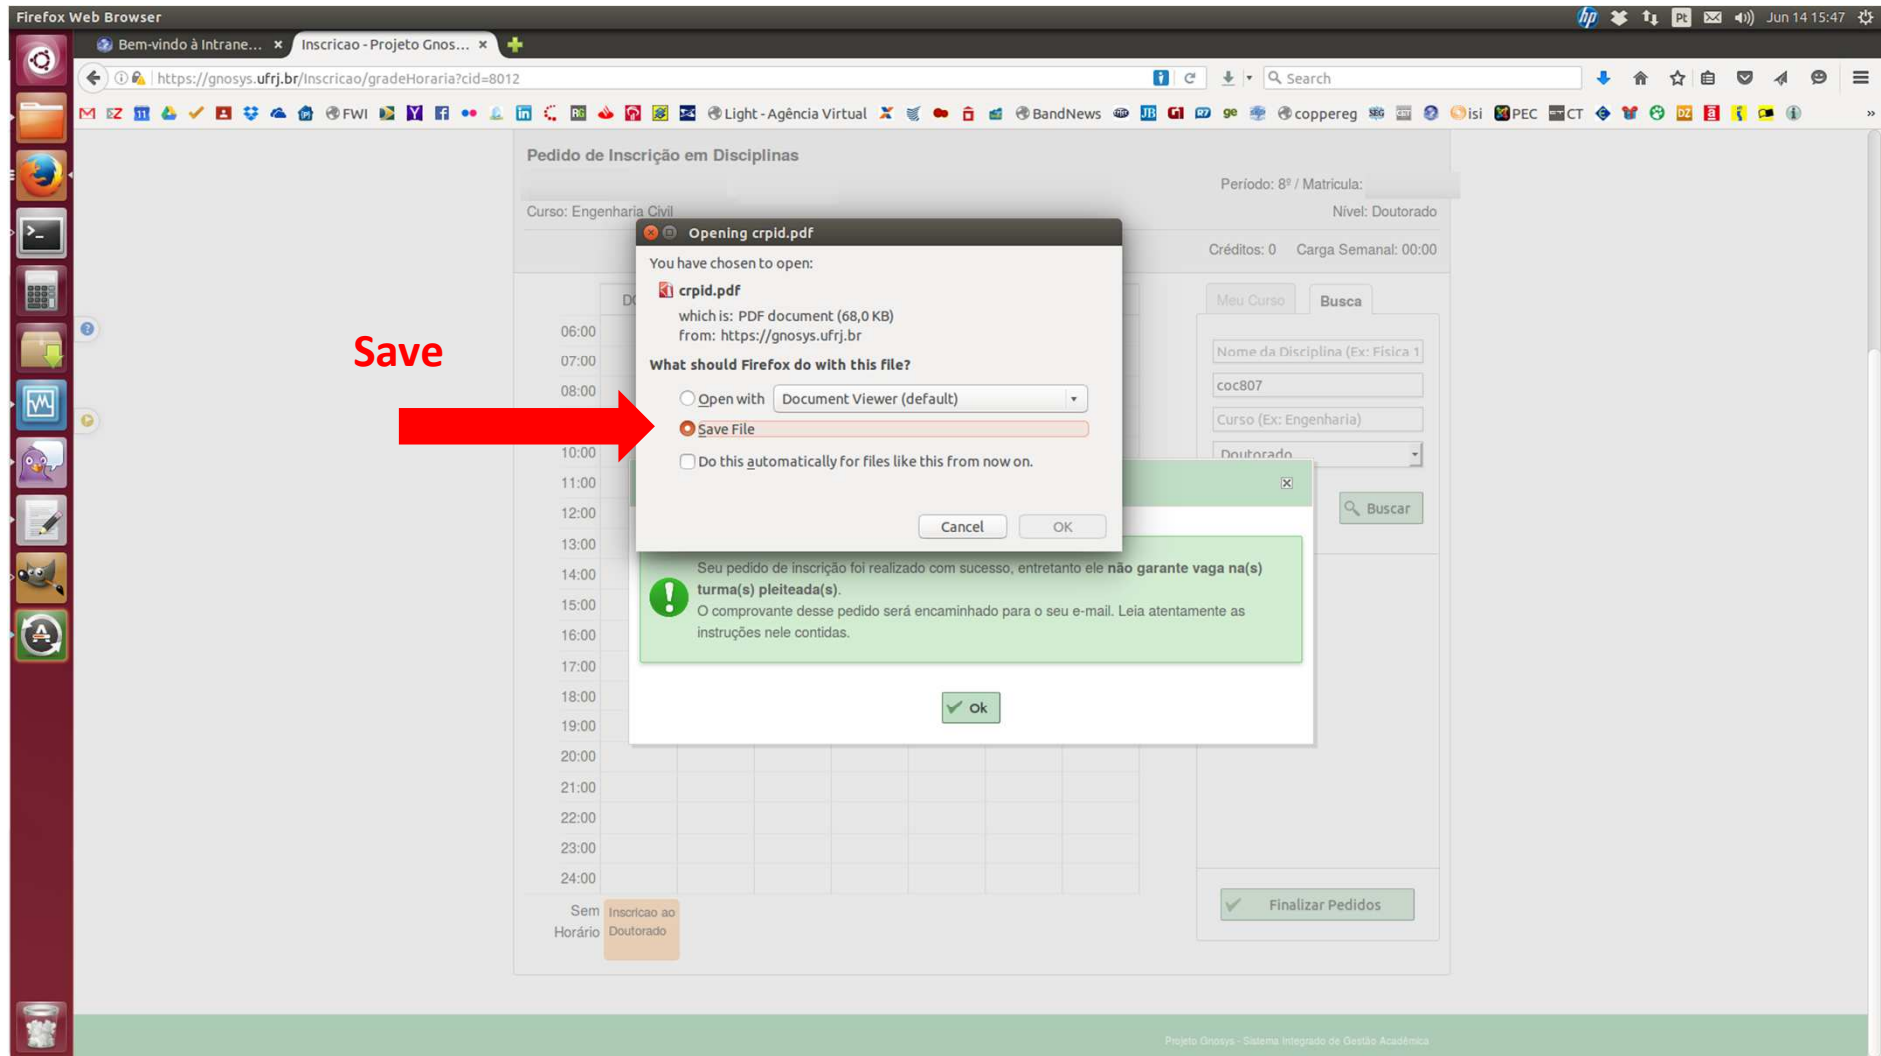 Firefox Web Browser
Pt
Jun 14 15:47
Bem-vindo à Intrane... ×
Inscricao - Projeto Gnos... ×
https://gnosys.ufrj.br/Inscricao/gradeHoraria?cid=8012
Search
FWI
RG
Light - Agência Virtual
BandNews
JB
G1
ge
coppereg
isi
PEC
CT
DZ
»
Pedido de Inscrição em Disciplinas
Período: 8º / Matricula:
Curso: Engenharia Civil
Nível: Doutorado
Créditos: 0 Carga Semanal: 00:00
Opening crpid.pdf
You have chosen to open:
crpid.pdf
which is: PDF document (68,0 KB)
from: https://gnosys.ufrj.br
What should Firefox do with this file?
Open with Document Viewer (default)
Save File
Do this automatically for files like this from now on.
Cancel
OK
Save
Meu Curso
Busca
Nome da Disciplina (Ex: Física 1
coc807
Curso (Ex: Engenharia)
Doutorado
Buscar
06:00
07:00
08:00
10:00
11:00
12:00
13:00
14:00
15:00
16:00
17:00
18:00
19:00
20:00
21:00
22:00
23:00
24:00
Seu pedido de inscrição foi realizado com sucesso, entretanto ele não garante vaga na(s)
turma(s) pleiteada(s).
O comprovante desse pedido será encaminhado para o seu e-mail. Leia atentamente as
instruções nele contidas.
Ok
Sem
Horário
Inscricao ao
Doutorado
Finalizar Pedidos
Projeto Gnosys - Sistema Integrado de Gestão Acadêmica